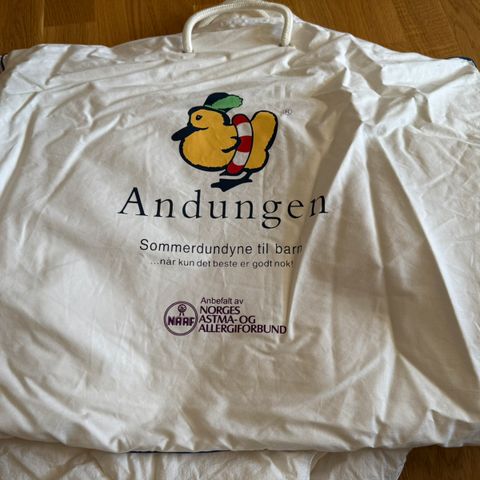 ®
Andungen
Sommerdundyne til barn
...når kun det beste er godt nok!
Anbefalt av
NORGES
ASTMA- OG
ALLERGIFORBUND
NAAF